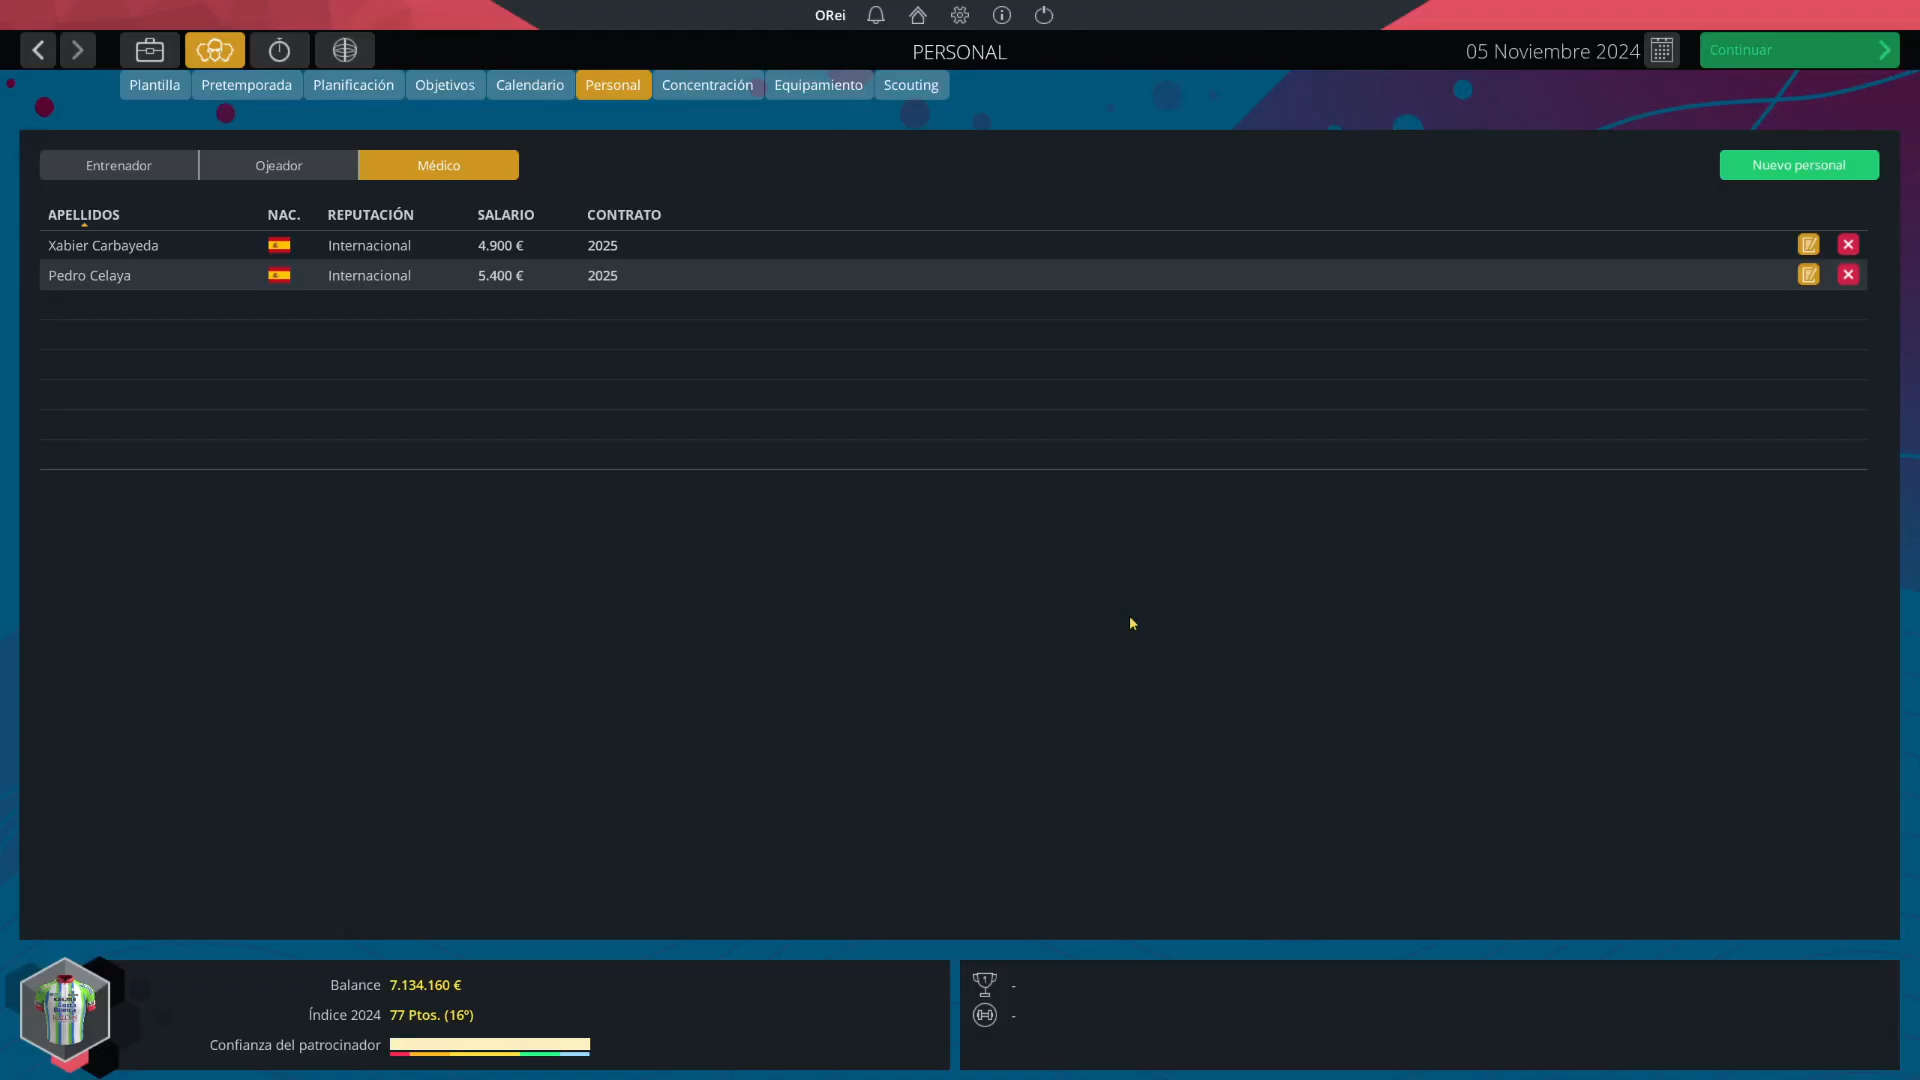 ORei
PERSONAL
05 Noviembre 2024
Continuar
Plantilla Pretemporada Planificación Objetivos Calendario Personal Concentración Equipamiento Scouting
Entrenador Ojeador Médico
Nuevo personal
APELLIDOS NAC. REPUTACIÓN SALARIO CONTRATO
Xabier Carbayeda Internacional 4.900 € 2025
Pedro Celaya Internacional 5.400 € 2025
Balance 7.134.160 €
Índice 2024 77 Ptos. (16º)
Confianza del patrocinador
-
-